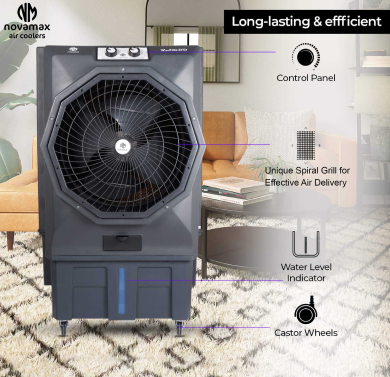 novamax
air coolers
Long-lasting & effficient
Control Panel
Unique Spiral Grill for
Effective Air Delivery
Water Level
Indicator
Castor Wheels